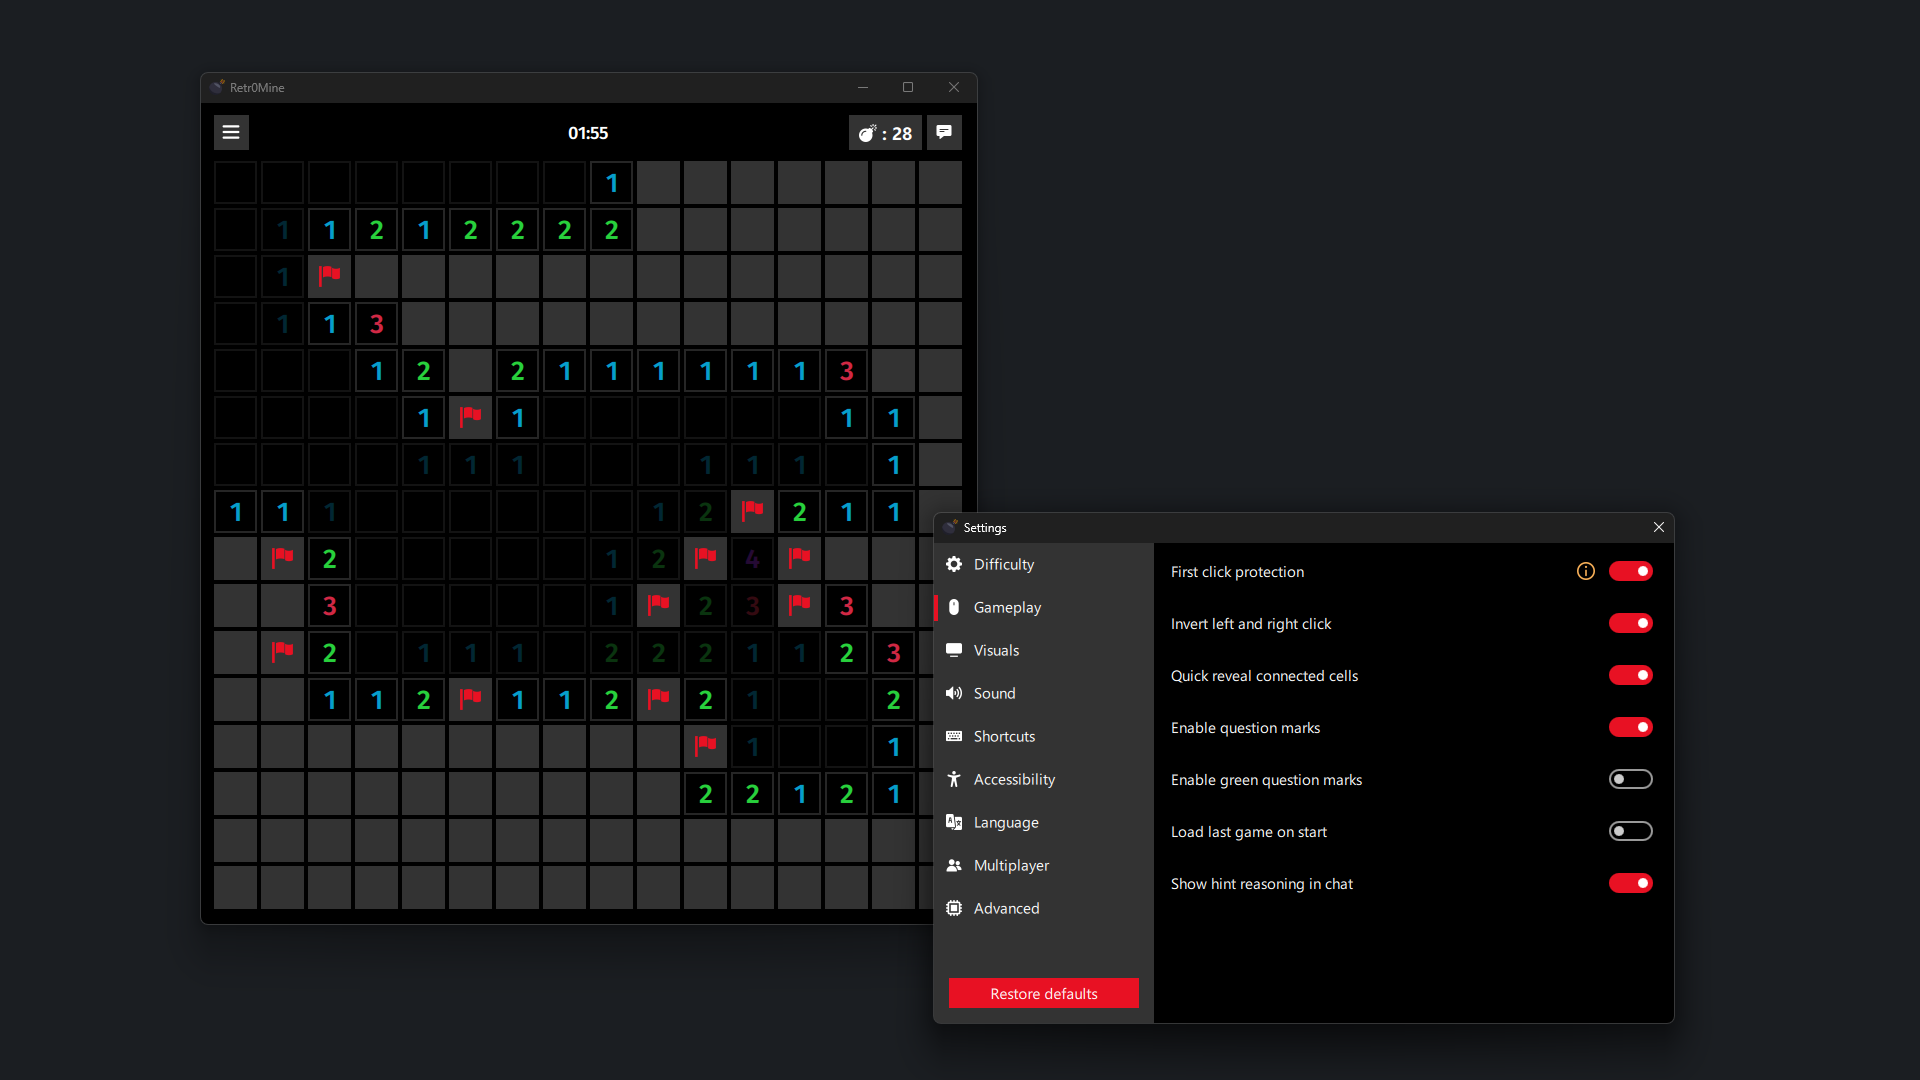 Retr0Mine
01:55
: 28
1
1 1 2 1 2 2 2 2
1
1 1 3
1 2 2 1 1 1 1 1 1 3
1 1 1 1
1 1 1 1 1 1 1
1 1 1 1 2 2 1 1
2 1 2 4
3 1 2 3 3
2 1 1 1 2 2 2 1 1 2 3
1 1 2 1 1 2 2 1 2
1 1
2 2 1 2 1
Settings
Difficulty
Gameplay
Visuals
Sound
Shortcuts
Accessibility
Language
Multiplayer
Advanced
Restore defaults
First click protection
Invert left and right click
Quick reveal connected cells
Enable question marks
Enable green question marks
Load last game on start
Show hint reasoning in chat